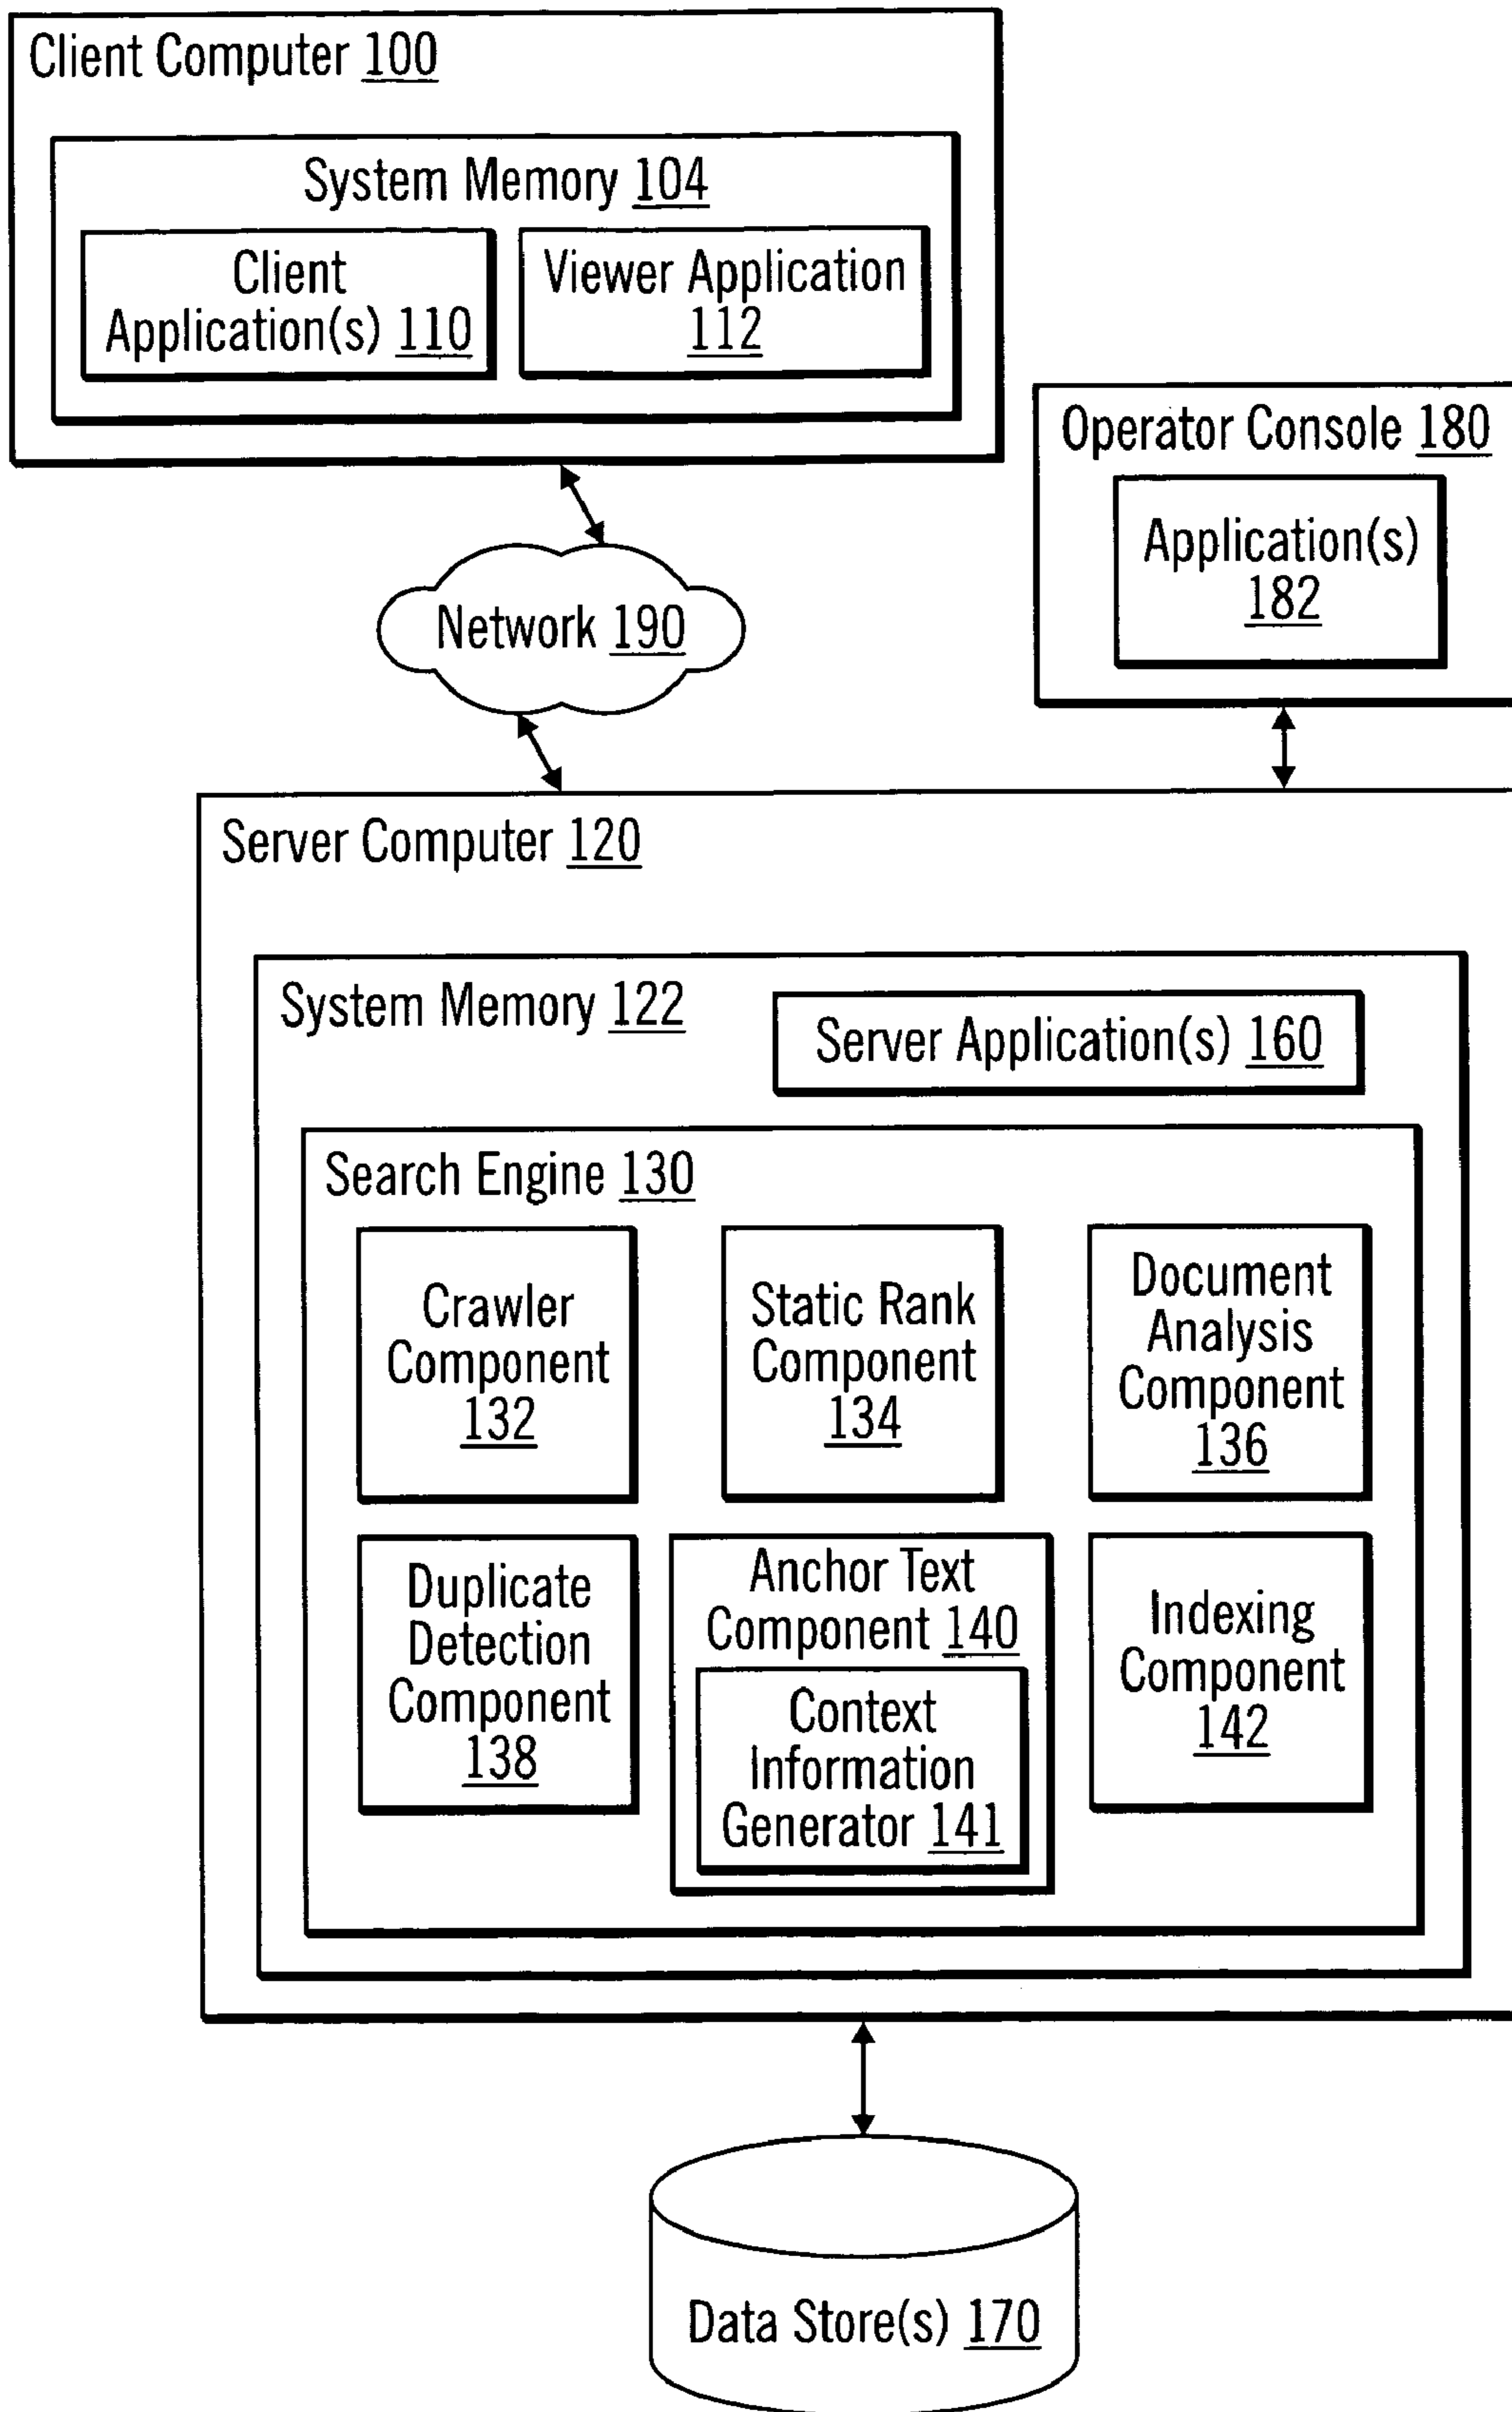 Client Computer 100
System Memory 104
Client
Application(s) 110
Viewer Application
112
Operator Console 180
Application(s)
182
Network 190
Server Computer 120
System Memory 122
Server Application(s) 160
Search Engine 130
Crawler
Component
132
Static Rank
Component
134
Document
Analysis
Component
136
Duplicate
Detection
Component
138
Anchor Text
Component 140
Context
Information
Generator 141
Indexing
Component
142
Data Store(s) 170